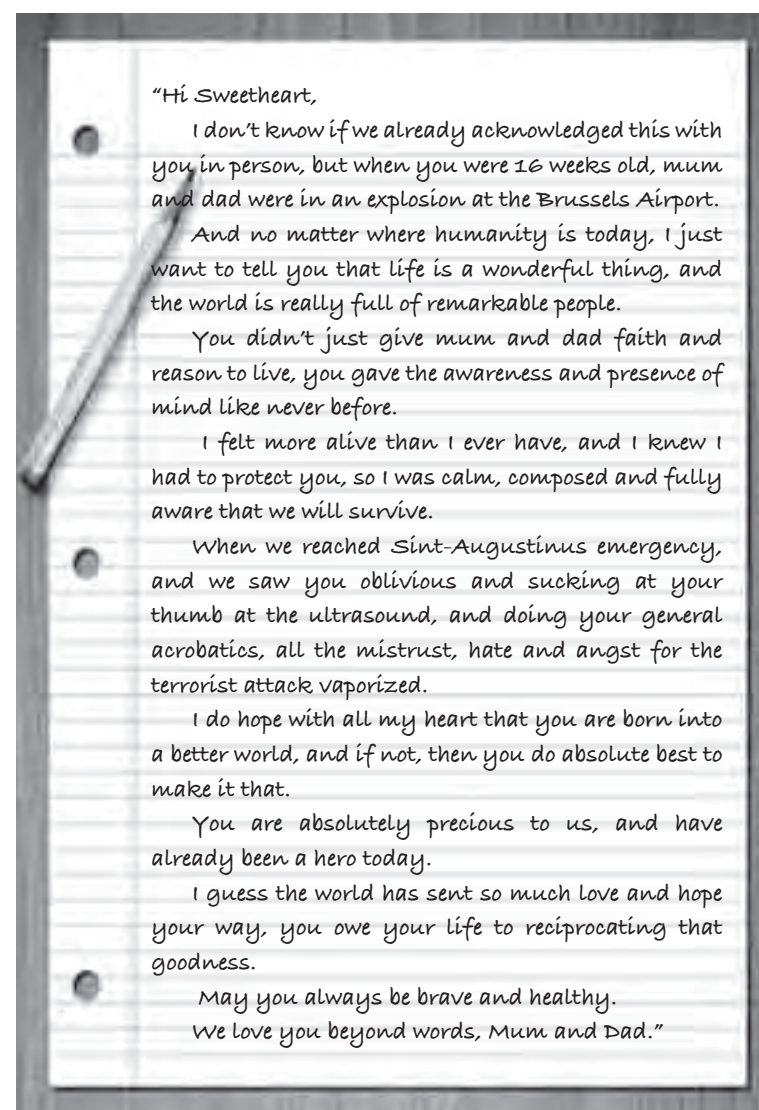 “Hi Sweetheart,
I don’t know if we already acknowledged this with
you in person, but when you were 16 weeks old, mum
and dad were in an explosion at the Brussels Airport.
And no matter where humanity is today, I just
want to tell you that life is a wonderful thing, and
the world is really full of remarkable people.
You didn’t just give mum and dad faith and
reason to live, you gave the awareness and presence of
mind like never before.
I felt more alive than I ever have, and I knew I
had to protect you, so I was calm, composed and fully
aware that we will survive.
When we reached Sint-Augustinus emergency,
and we saw you oblivious and sucking at your
thumb at the ultrasound, and doing your general
acrobatics, all the mistrust, hate and angst for the
terrorist attack vaporized.
I do hope with all my heart that you are born into
a better world, and if not, then you do absolute best to
make it that.
You are absolutely precious to us, and have
already been a hero today.
I guess the world has sent so much love and hope
your way, you owe your life to reciprocating that
goodness.
May you always be brave and healthy.
We love you beyond words, Mum and Dad.”